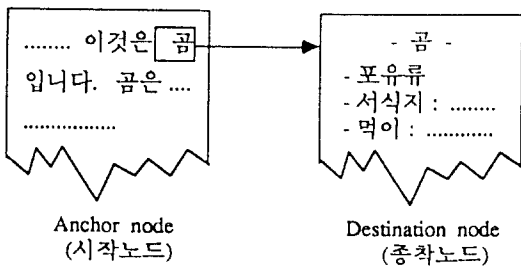 ........ 이것은 곰
입니다. 곰은 ....
................
- 곰 -
- 포유류
- 서식지 : ........
- 먹이 : ............
Anchor node
(시작노드)
Destination node
(종착노드)